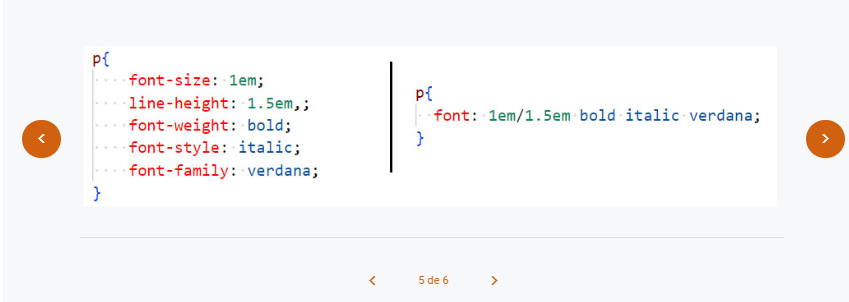 p{
font-size: 1em;
line-height: 1.5em,;
font-weight: bold;
font-style: italic;
font-family: verdana;
}
p{
font: 1em/1.5em bold italic verdana;
}
5 de 6